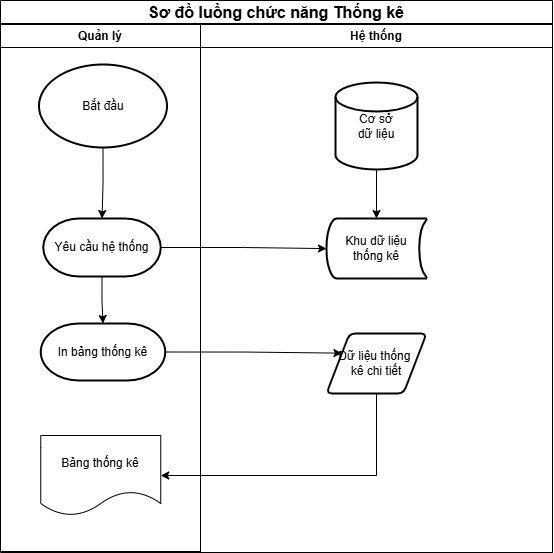 Sơ đồ luồng chức năng Thống kê
Quản lý
Hệ thống
Bắt đầu
Cơ sở
dữ liệu
Yêu cầu hệ thống
Khu dữ liệu
thống kê
In bảng thống kê
Dữ liệu thống
kê chi tiết
Bảng thống kê